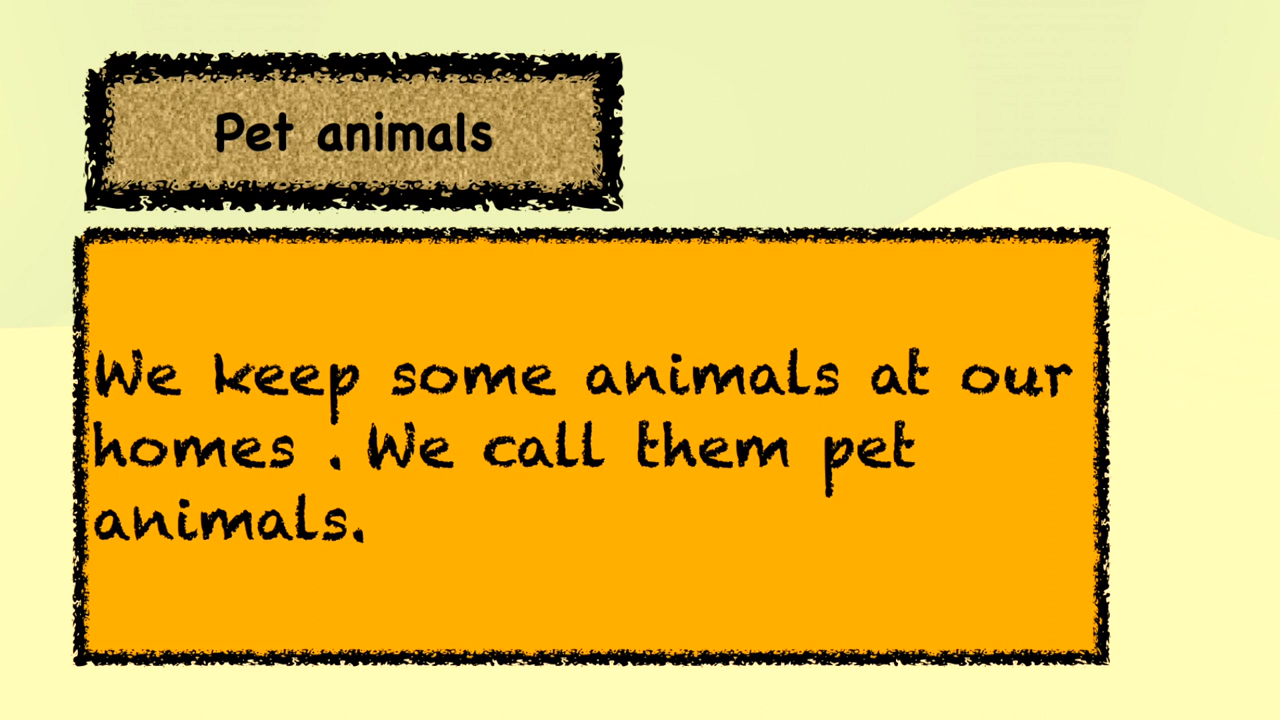 Pet animals
We keep some animals at our
homes . We call them pet
animals.